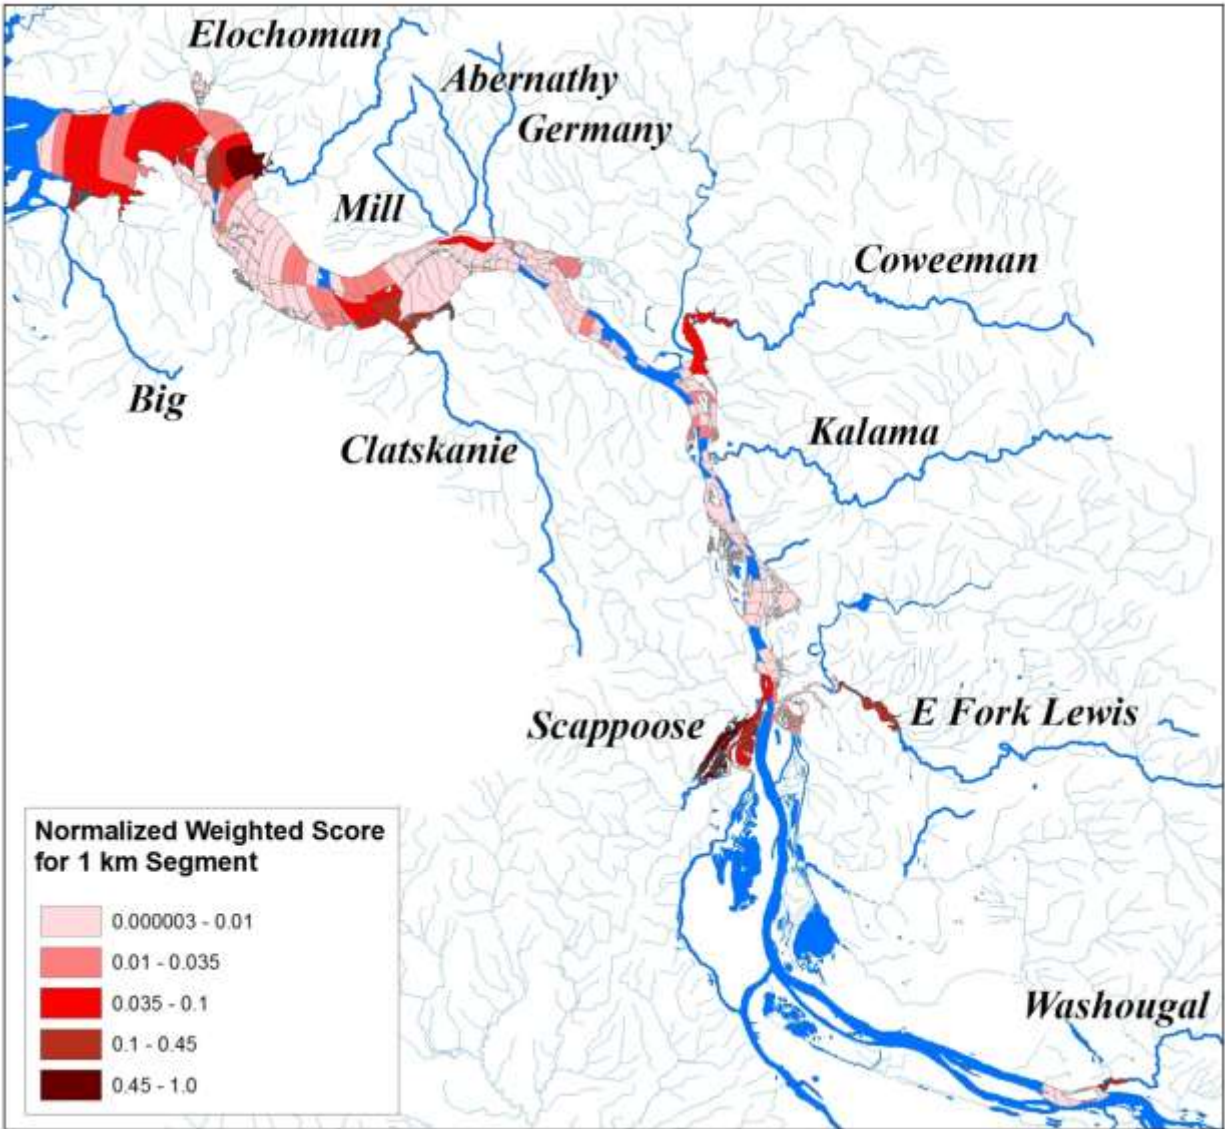 Elochoman
Abernathy
Germany
Mill
Coweeman
Big
Kalama
Clatskanie
Scappoose
E Fork Lewis
Normalized Weighted Score
for 1 km Segment
0.000003 - 0.01
0.01 - 0.035
0.035 - 0.1
0.1 - 0.45
0.45 - 1.0
Washougal